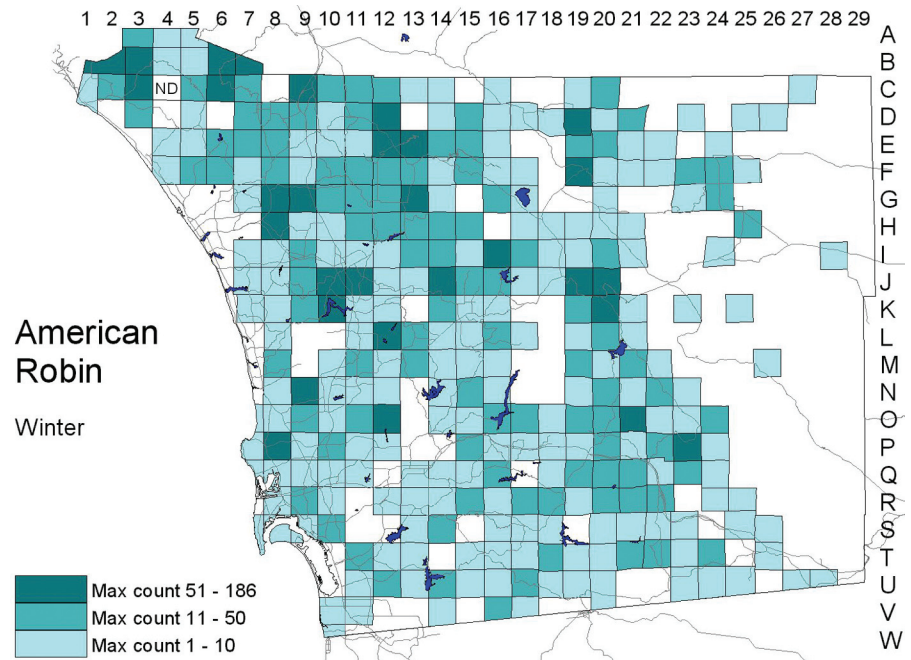 1 2 3 4 5 6 7 8 9 10 11 12 13 14 15 16 17 18 19 20 21 22 23 24 25 26 27 28 29
A
B
C
ND
D
E
F
G
H
I
J
K
L
M
N
O
P
Q
R
S
T
U
V
W
American
Robin
Winter
Max count 51 - 186
Max count 11 - 50
Max count 1 - 10